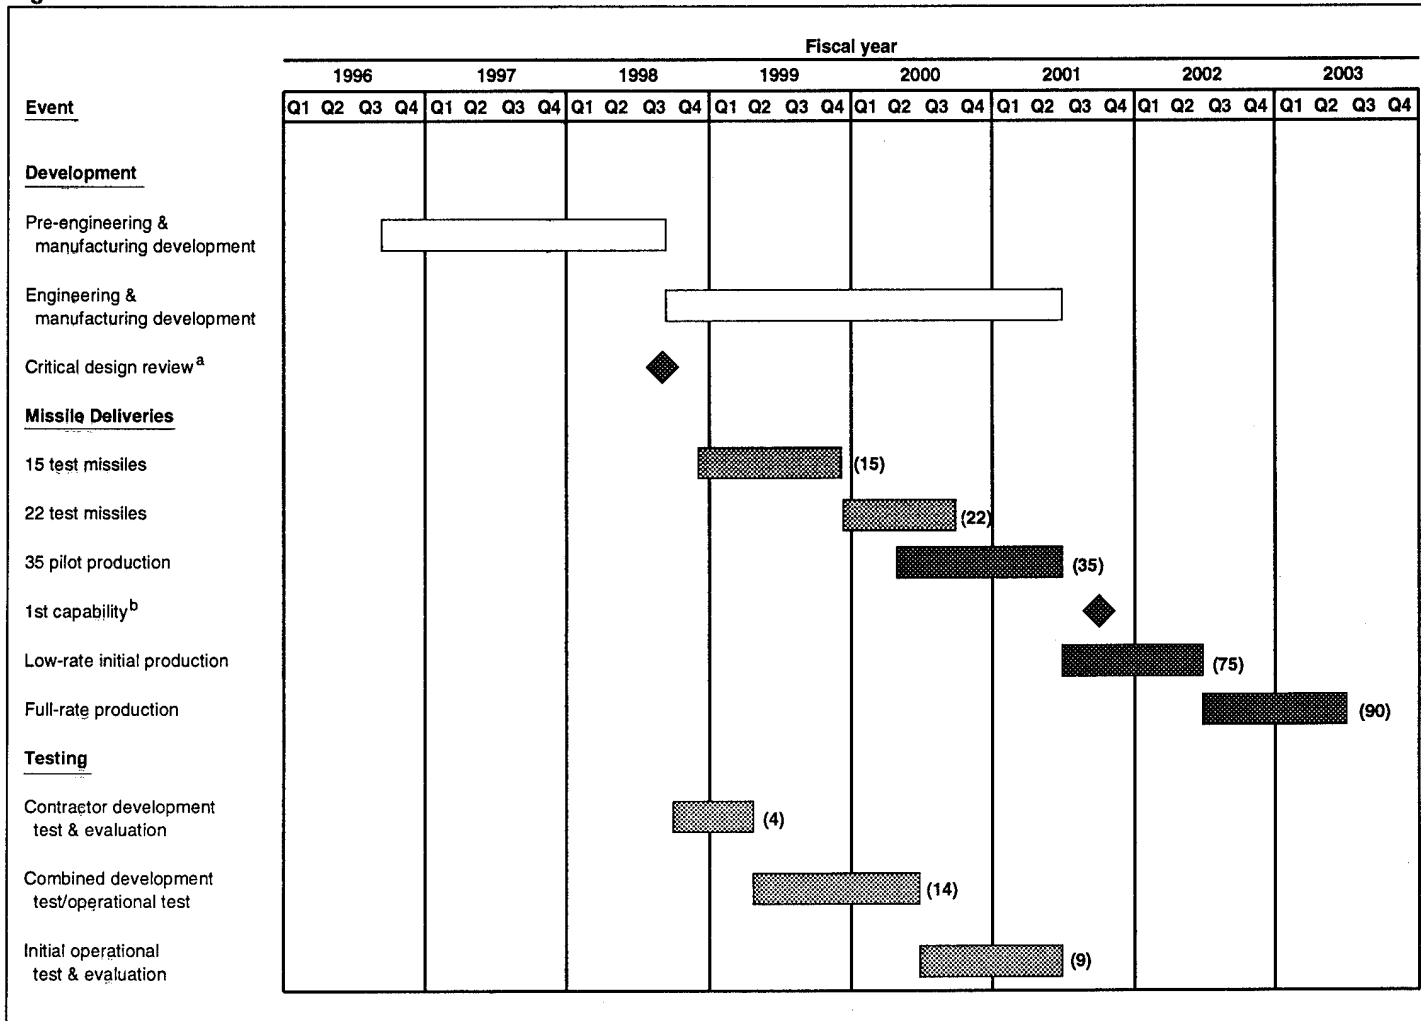 Fiscal year
1996 1997 1998 1999 2000 2001 2002 2003
Event Q1 Q2 Q3 Q4 Q1 Q2 Q3 Q4 Q1 Q2 Q3 Q4 Q1 Q2 Q3 Q4 Q1 Q2 Q3 Q4 Q1 Q2 Q3 Q4 Q1 Q2 Q3 Q4 Q1 Q2 Q3 Q4
Development
Pre-engineering &
manufacturing development
Engineering &
manufacturing development
Critical design review a
Missile Deliveries
15 test missiles (15)
22 test missiles (22)
35 pilot production (35)
1st capability b
Low-rate initial production (75)
Full-rate production (90)
Testing
Contractor development
test & evaluation (4)
Combined development
test/operational test (14)
Initial operational
test & evaluation (9)